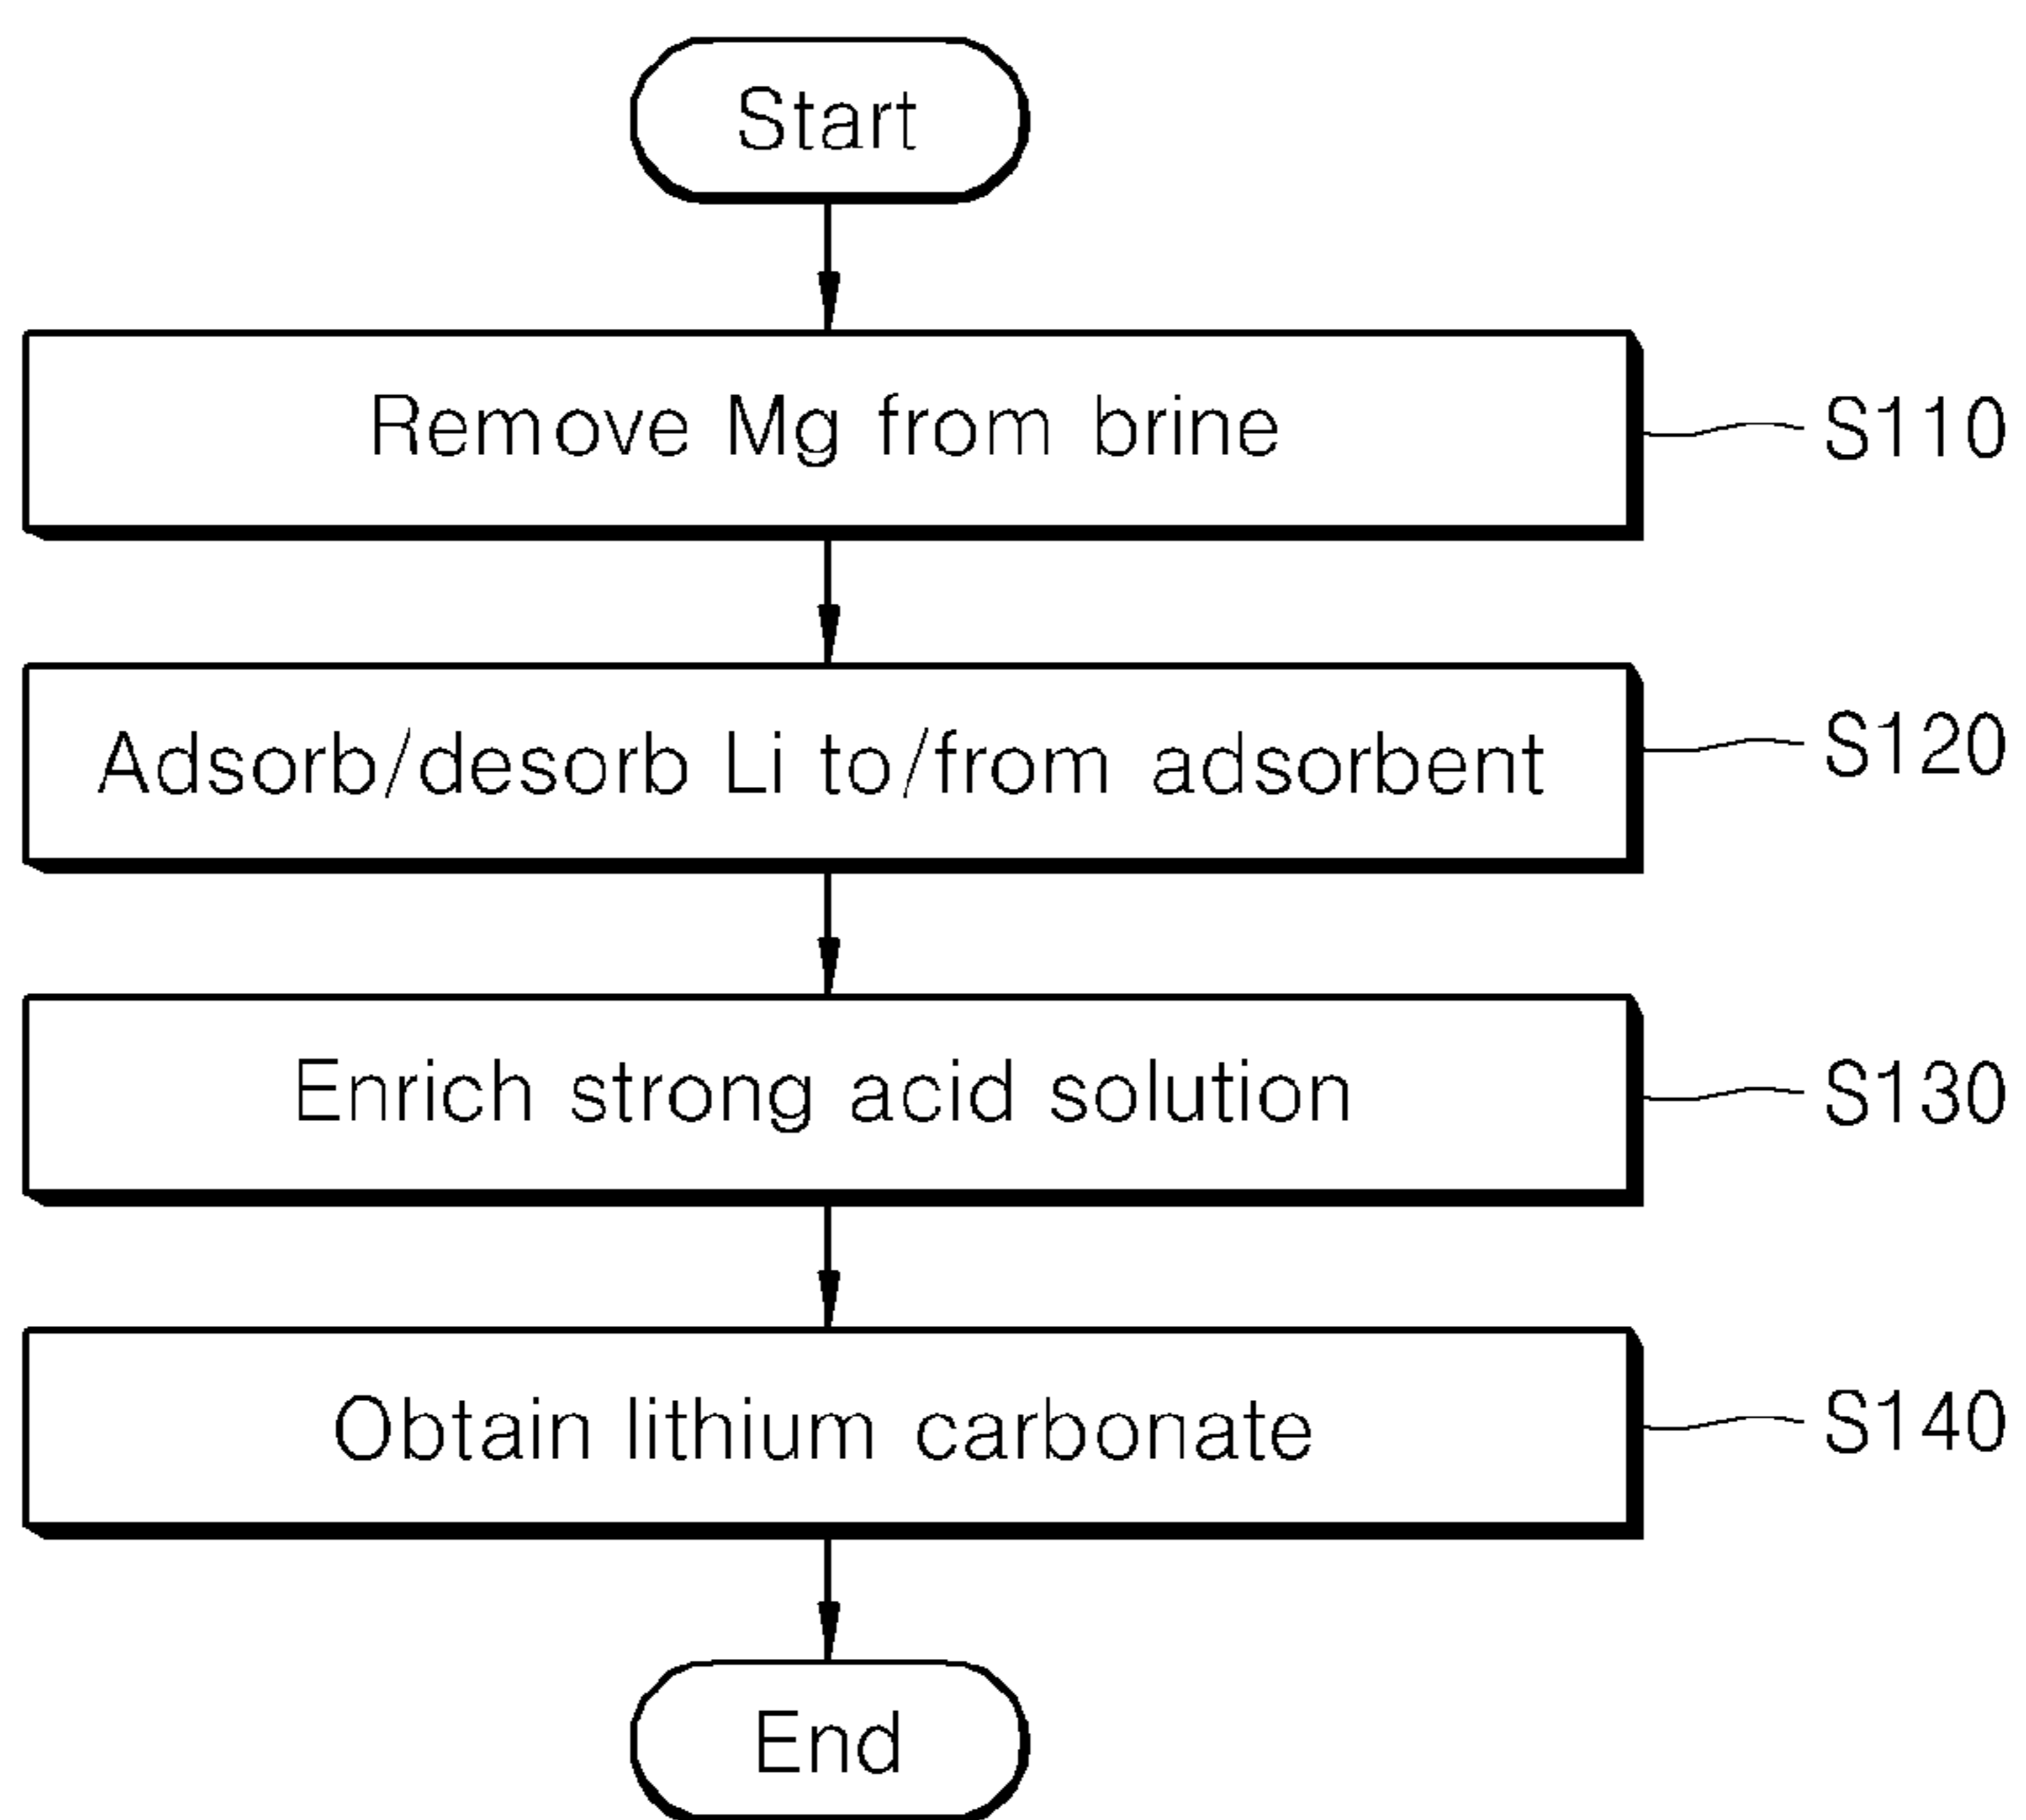 Start
Remove Mg from brine
S110
Adsorb/desorb Li to/from adsorbent
S120
Enrich strong acid solution
S130
Obtain lithium carbonate
S140
End